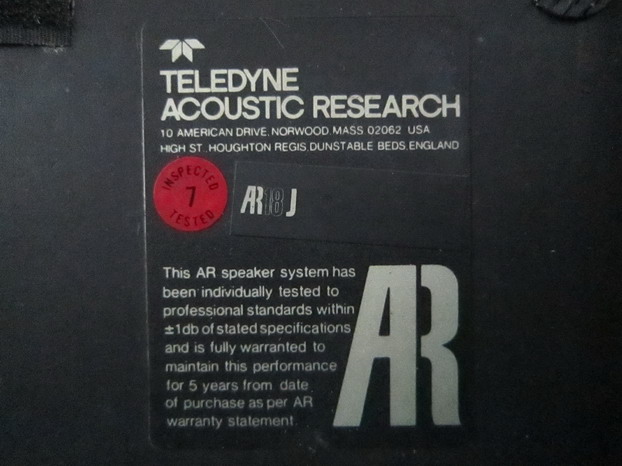 TELEDYNE
ACOUSTIC RESEARCH
10 AMERICAN DRIVE, NORWOOD, MASS. 02062 USA
HIGH ST. HOUGHTON REGIS, DUNSTABLE BEDS, ENGLAND
INSPECTED
7
TESTED
AR18 J
This AR speaker system has
been individually tested to
professional standards within
±1db of stated specifications
and is fully warranted to
maintain this performance
for 5 years from date
of purchase as per AR
warranty statement.
AR